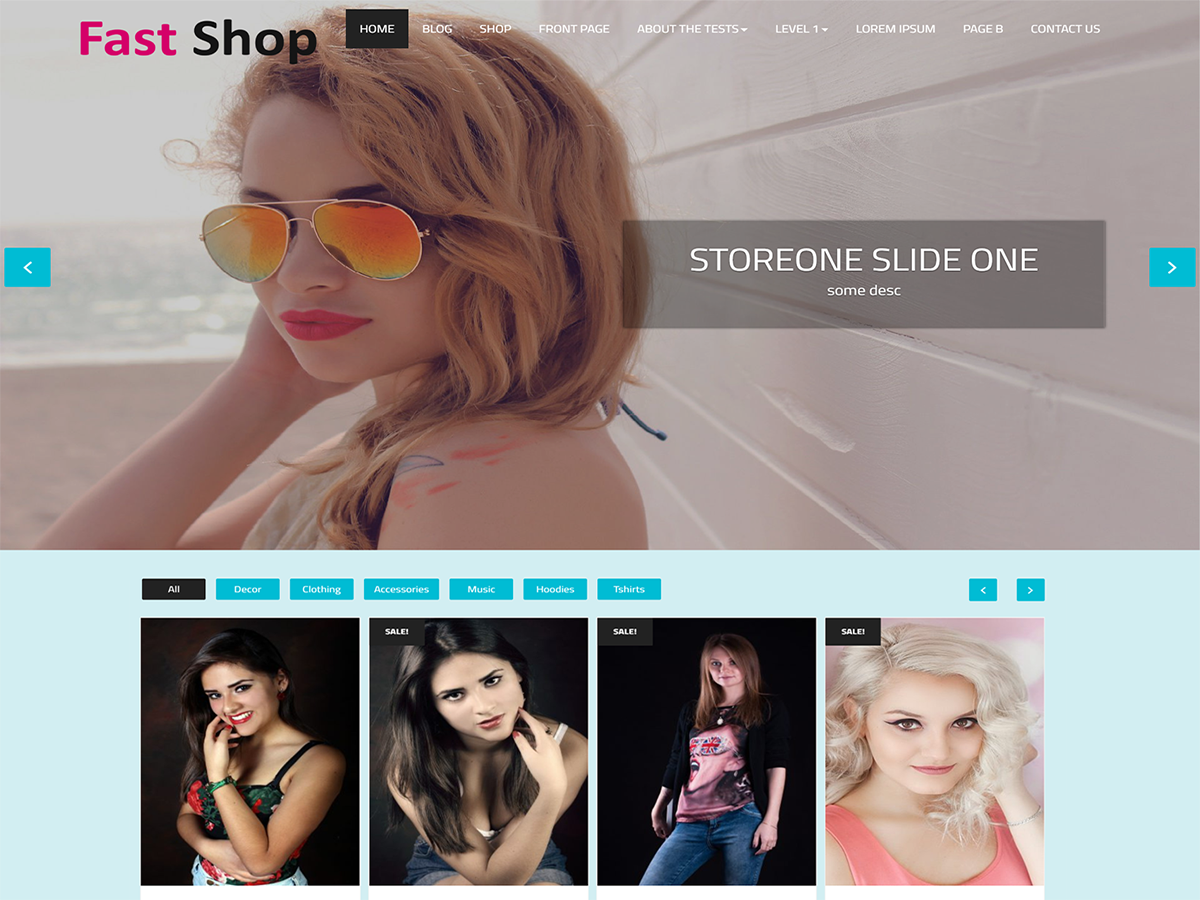 Fast Shop
HOME BLOG SHOP FRONT PAGE ABOUT THE TESTS LEVEL 1 LOREM IPSUM PAGE B CONTACT US
STOREONE SLIDE ONE
some desc
All Decor Clothing Accessories Music Hoodies Tshirts
SALE! SALE! SALE!